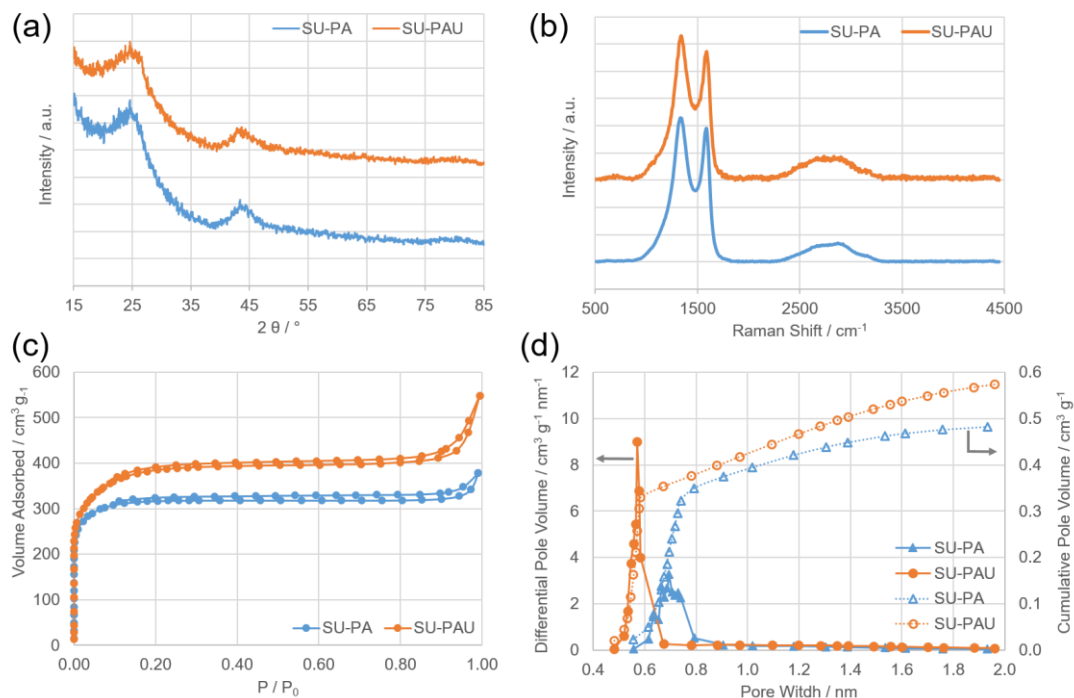 (a)
SU-PA
SU-PAU
Intensity / a.u.
15 25 35 45 55 65 75 85
2 θ / °
(b)
SU-PA
SU-PAU
Intensity / a.u.
500 1500 2500 3500 4500
Raman Shift / cm-1
(c)
Volume Adsorbed / cm3 g-1
600
500
400
300
200
100
0
SU-PA
SU-PAU
0.00 0.20 0.40 0.60 0.80 1.00
P / P0
(d)
Differential Pole Volume / cm3 g-1 nm-1
12
10
8
6
4
2
0
SU-PA
SU-PAU
SU-PA
SU-PAU
0.6
0.5
0.4
0.3
0.2
0.1
0.0
Cumulative Pole Volume / cm3 g-1
0.4 0.6 0.8 1.0 1.2 1.4 1.6 1.8 2.0
Pore Witdh / nm